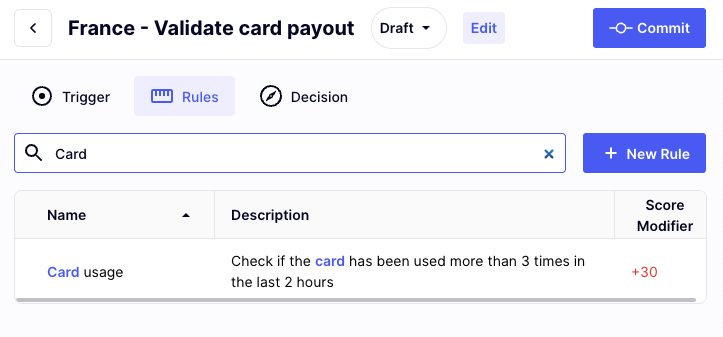 France - Validate card payout
Draft
Edit
Commit
Trigger
Rules
Decision
Card
New Rule
Name
Description
Score
Modifier
Card usage
Check if the card has been used more than 3 times in
the last 2 hours
+30